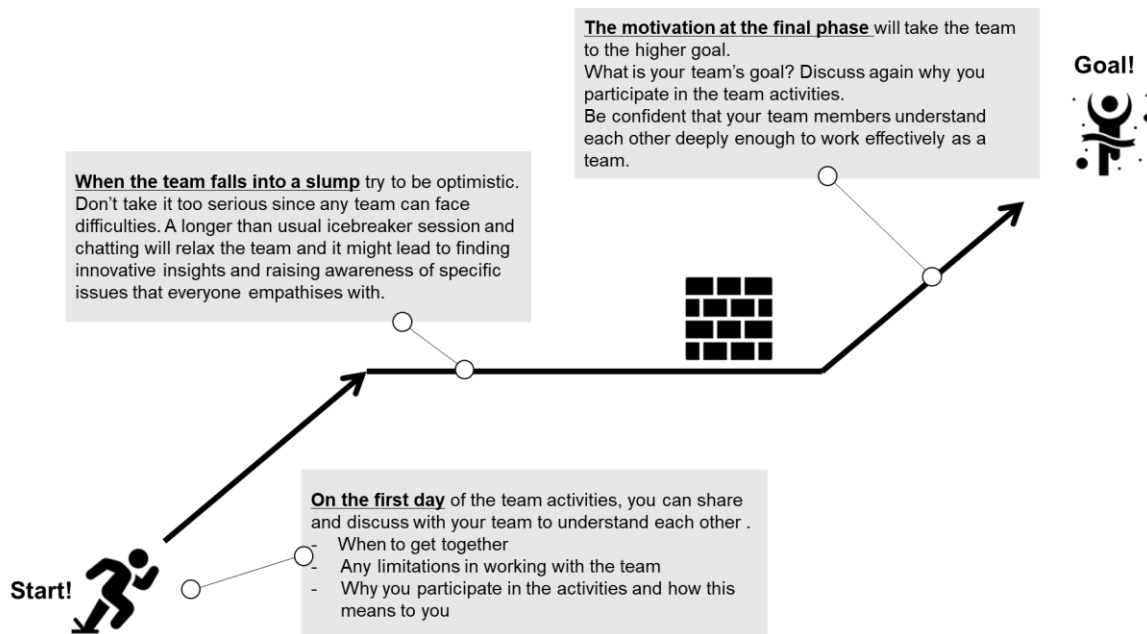 The motivation at the final phase will take the team
to the higher goal.
What is your team's goal? Discuss again why you
participate in the team activities.
Be confident that your team members understand
each other deeply enough to work effectively as a
team.
Goal!
When the team falls into a slump try to be optimistic.
Don't take it too serious since any team can face
difficulties. A longer than usual icebreaker session and
chatting will relax the team and it might lead to finding
innovative insights and raising awareness of specific
issues that everyone empathises with.
On the first day of the team activities, you can share
and discuss with your team to understand each other .
- When to get together
- Any limitations in working with the team
- Why you participate in the activities and how this
means to you
Start!